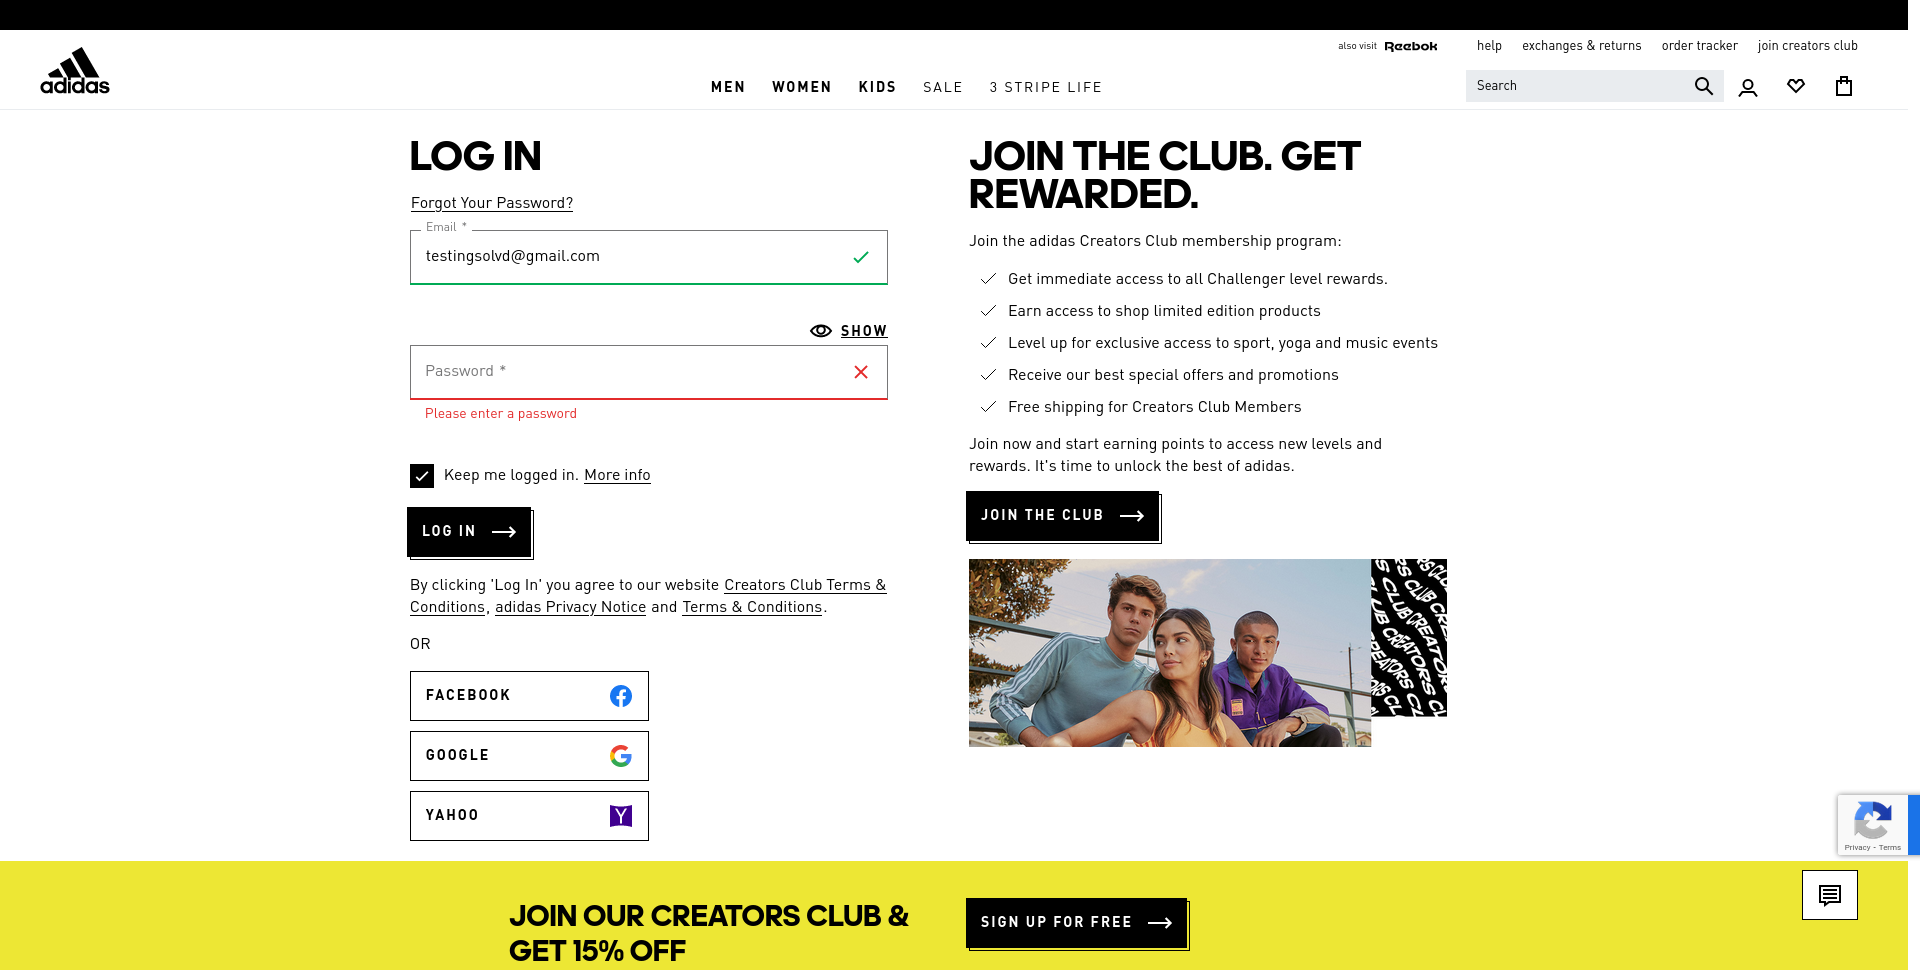 also visit Reebok help exchanges & returns order tracker join creators club
adidas
MEN WOMEN KIDS SALE 3 STRIPE LIFE
Search
LOG IN
Forgot Your Password?
Email *
testingsolvd@gmail.com
SHOW
Password *
Please enter a password
Keep me logged in. More info
LOG IN
By clicking 'Log In' you agree to our website Creators Club Terms &
Conditions, adidas Privacy Notice and Terms & Conditions.
OR
FACEBOOK
GOOGLE
YAHOO
JOIN THE CLUB. GET
REWARDED.
Join the adidas Creators Club membership program:
Get immediate access to all Challenger level rewards.
Earn access to shop limited edition products
Level up for exclusive access to sport, yoga and music events
Receive our best special offers and promotions
Free shipping for Creators Club Members
Join now and start earning points to access new levels and
rewards. It's time to unlock the best of adidas.
JOIN THE CLUB
Privacy - Terms
JOIN OUR CREATORS CLUB &
GET 15% OFF
SIGN UP FOR FREE